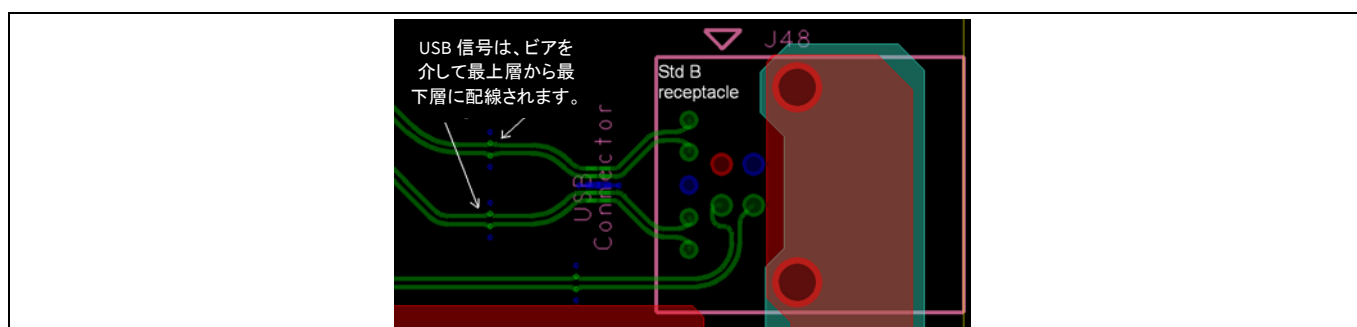 USB 信号は、ビアを
介して最上層から最
下層に配線されます。
J48
Std B
receptacle
USB
Connector